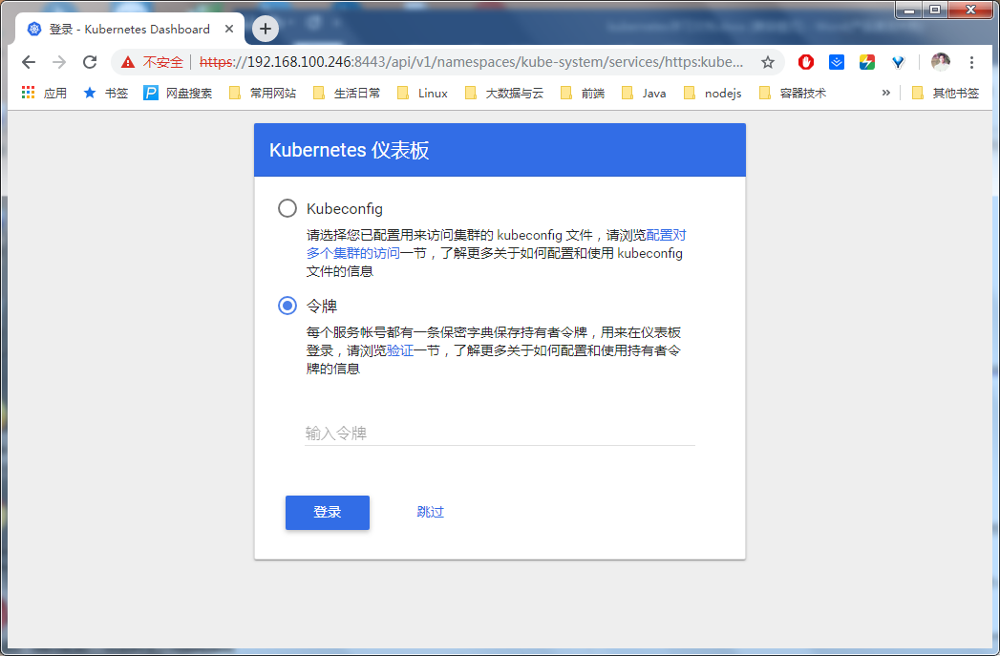 登录 - Kubernetes Dashboard
不安全 | https://192.168.100.246:8443/api/v1/namespaces/kube-system/services/https:kube...
应用 书签 网盘搜索 常用网站 生活日常 Linux 大数据与云 前端 Java nodejs 容器技术 » 其他书签
Kubernetes 仪表板
Kubeconfig
请选择您已配置用来访问集群的 kubeconfig 文件，请浏览配置对
多个集群的访问一节，了解更多关于如何配置和使用 kubeconfig
文件的信息
令牌
每个服务帐号都有一条保密字典保存持有者令牌，用来在仪表板
登录，请浏览验证一节，了解更多关于如何配置和使用持有者令
牌的信息
输入令牌
登录 跳过